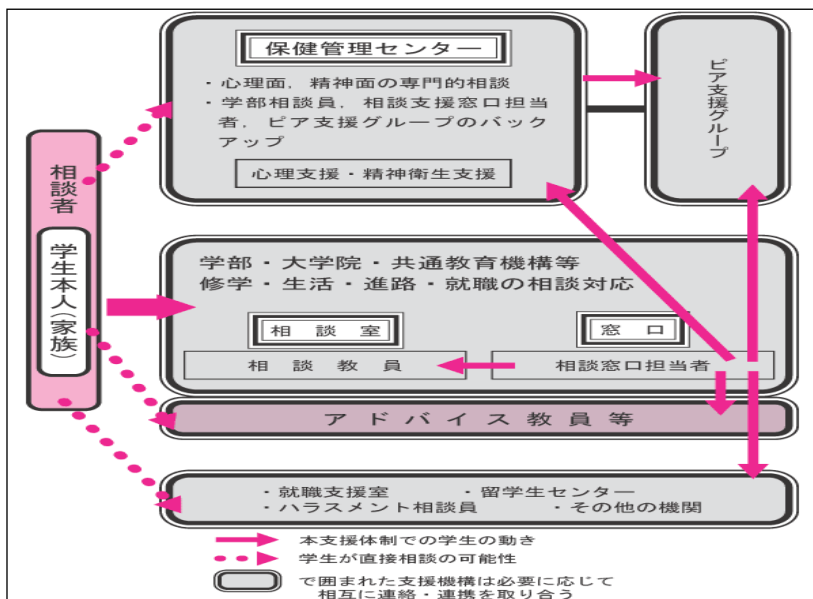 保健管理センター
・心理面，精神面の専門的相談
・学部相談員，相談支援窓口担当
者，ピア支援グループのバック
アップ
心理支援・精神衛生支援
ピア支援グループ
相談者
学生本人（家族）
学部・大学院・共通教育機構等
修学・生活・進路・就職の相談対応
相　談　室
窓　口
相　談　教　員
相談窓口担当者
ア　ド　バ　イ　ス　教　員　等
・就職支援室　　・留学生センター
・ハラスメント相談員　　・その他の機関
本支援体制での学生の動き
学生が直接相談の可能性
で囲まれた支援機構は必要に応じて
相互に連絡・連携を取り合う